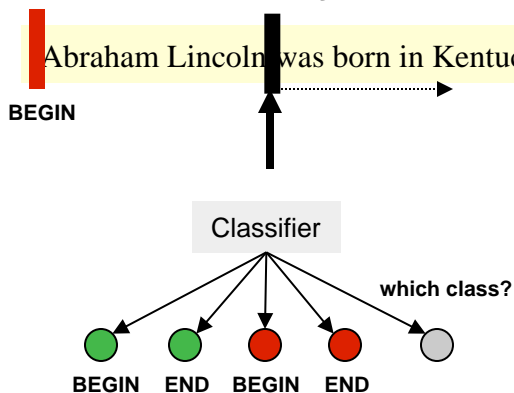 Abraham Lincoln was born in Kentuc
BEGIN
Classifier
which class?
BEGIN END BEGIN END